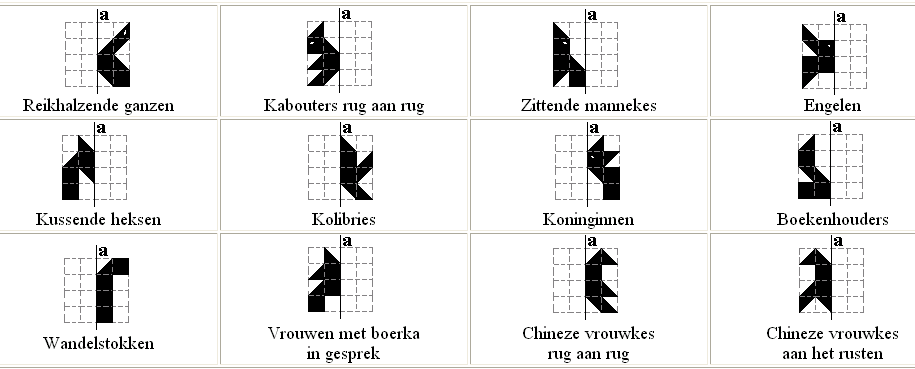 a a a a
Reikhalzende ganzen Kabouters rug aan rug Zittende mannekes Engelen
a a a a
Kussende heksen Kolibries Koninginnen Boekenhouders
a a a a
Wandelstokken Vrouwen met boerka Chineze vrouwkes Chineze vrouwkes
in gesprek rug aan rug aan het rusten